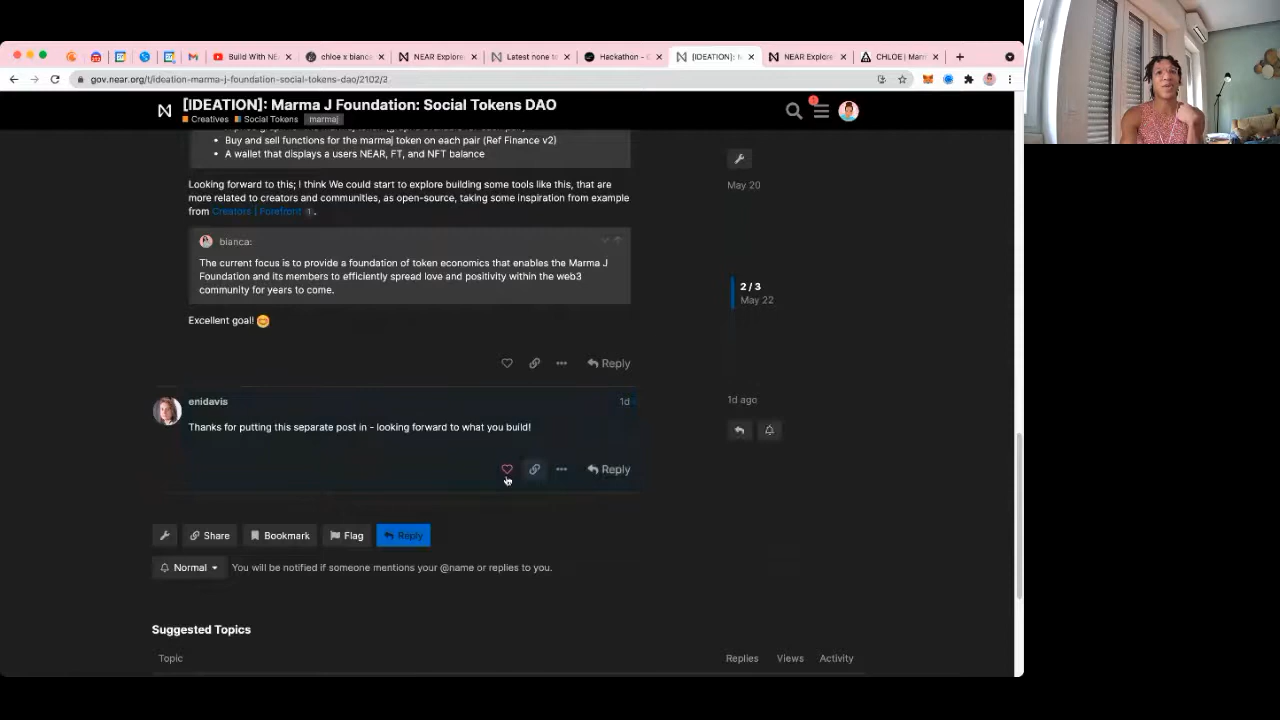 Build With NE
chloe x bianc
NEAR Explore
Latest none to
Hackathon -
[IDEATION]:
NEAR Explore
CHLOE | Mar
gov.near.org/t/ideation-marma-j-foundation-social-tokens-dao/2102/2
[IDEATION]: Marma J Foundation: Social Tokens DAO
Creatives Social Tokens marmaj
1
Buy and sell functions for the marmaj token on each pair (Ref Finance v2)
A wallet that displays a users NEAR, FT, and NFT balance
Looking forward to this; I think We could start to explore building some tools like this, that are
more related to creators and communities, as open-source, taking some inspiration from example
from Creators | Forefront 1.
bianca:
The current focus is to provide a foundation of token economics that enables the Marma J
Foundation and its members to efficiently spread love and positivity within the web3
community for years to come.
Excellent goal!
Reply
enidavis 1d
Thanks for putting this separate post in - looking forward to what you build!
Reply
May 20
2 / 3
May 22
1d ago
Share Bookmark Flag Reply
Normal You will be notified if someone mentions your @name or replies to you.
Suggested Topics
Topic Replies Views Activity